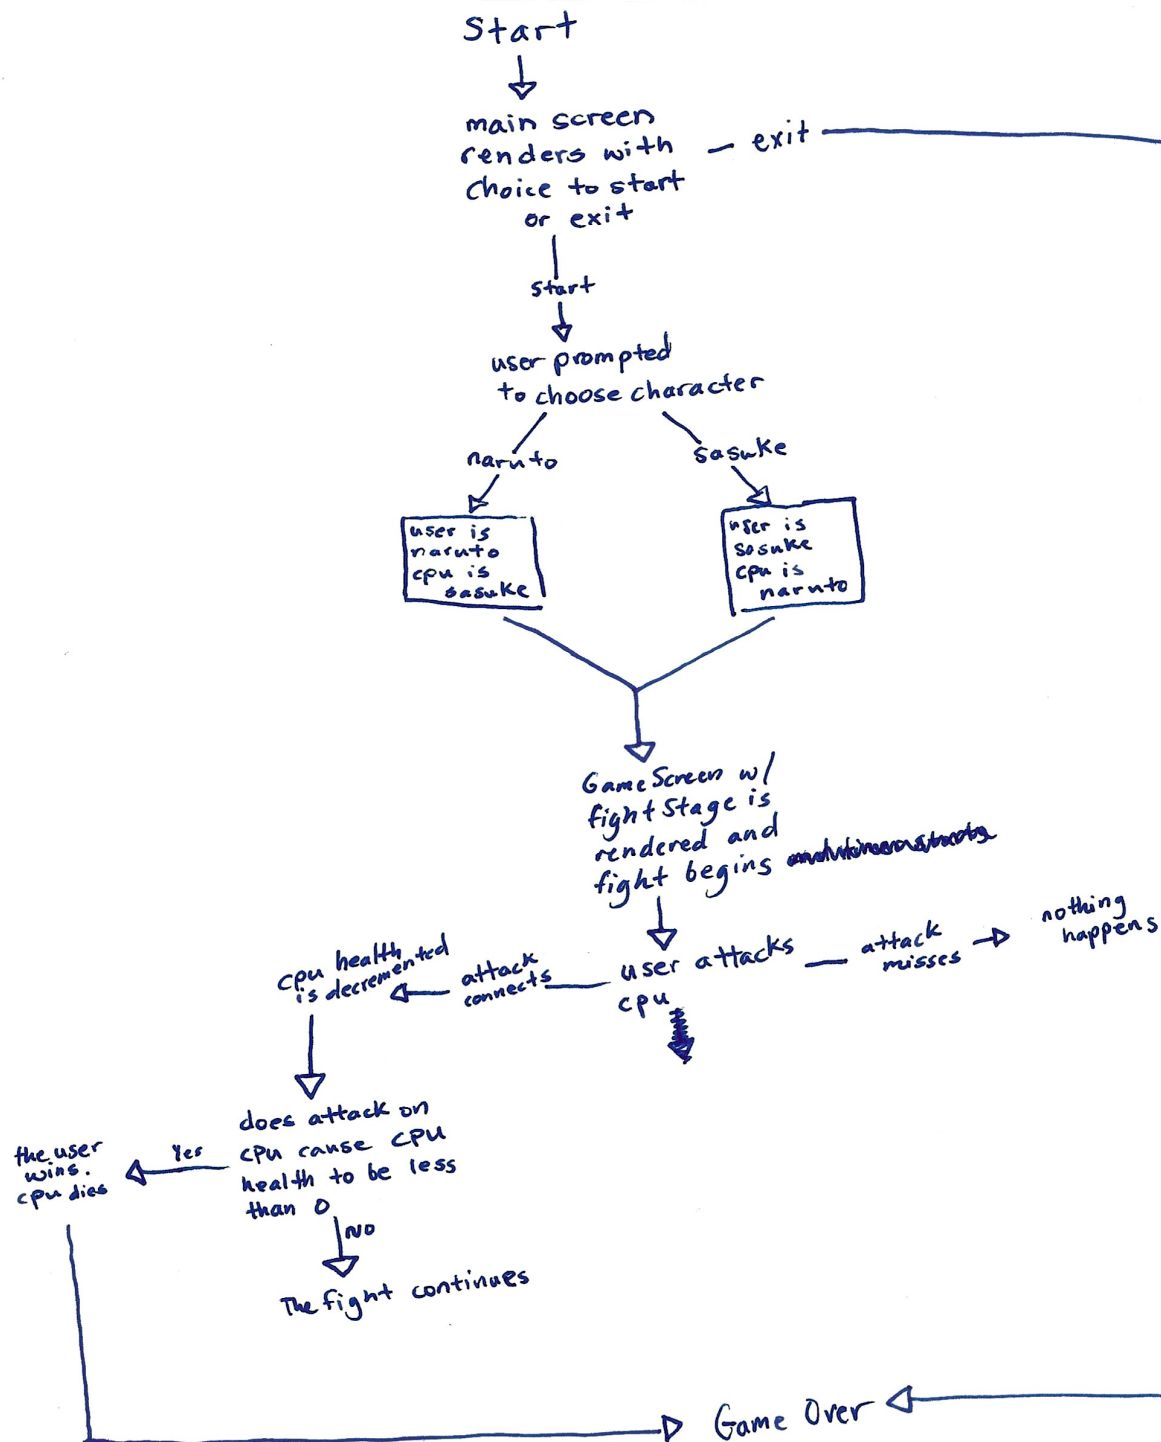 Start
main screen
renders with
choice to start
or exit
- exit
start
user prompted
to choose character
naruto
sasuke
user is
naruto
cpu is
sasuke
user is
sasuke
cpu is
naruto
GameScreen w/
fightStage is
rendered and
fight begins
user attacks
cpu
attack
misses
nothing
happens
attack
connects
cpu health
is decremented
does attack on
cpu cause CPU
health to be less
than 0
Yes
the user
wins.
cpu dies
NO
The fight continues
Game Over